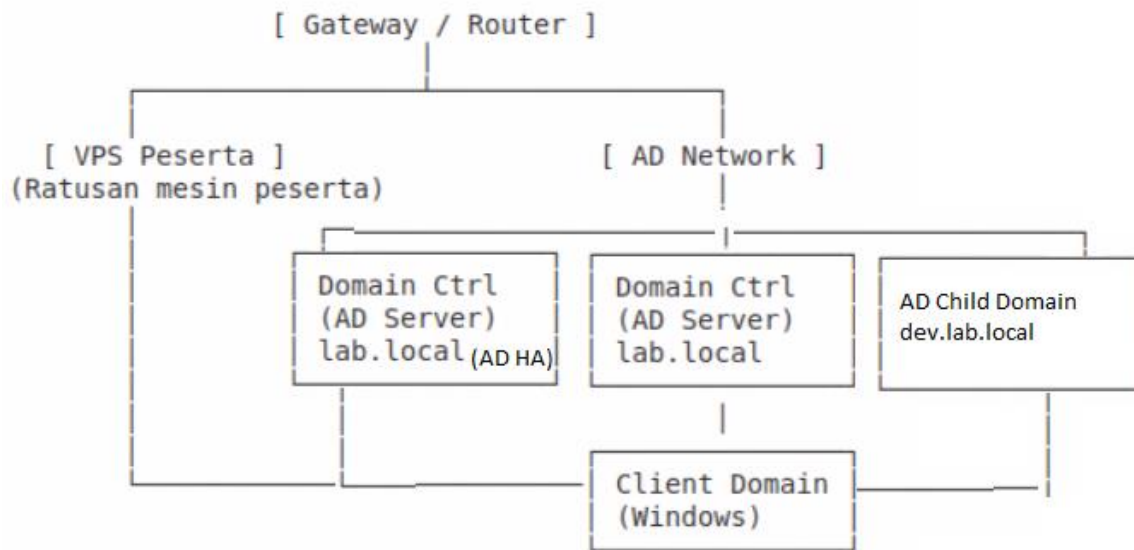 [ Gateway / Router ]
[ VPS Peserta ]
(Ratusan mesin peserta)
[ AD Network ]
Domain Ctrl
(AD Server)
lab.local (AD HA)
Domain Ctrl
(AD Server)
lab.local
AD Child Domain
dev.lab.local
Client Domain
(Windows)